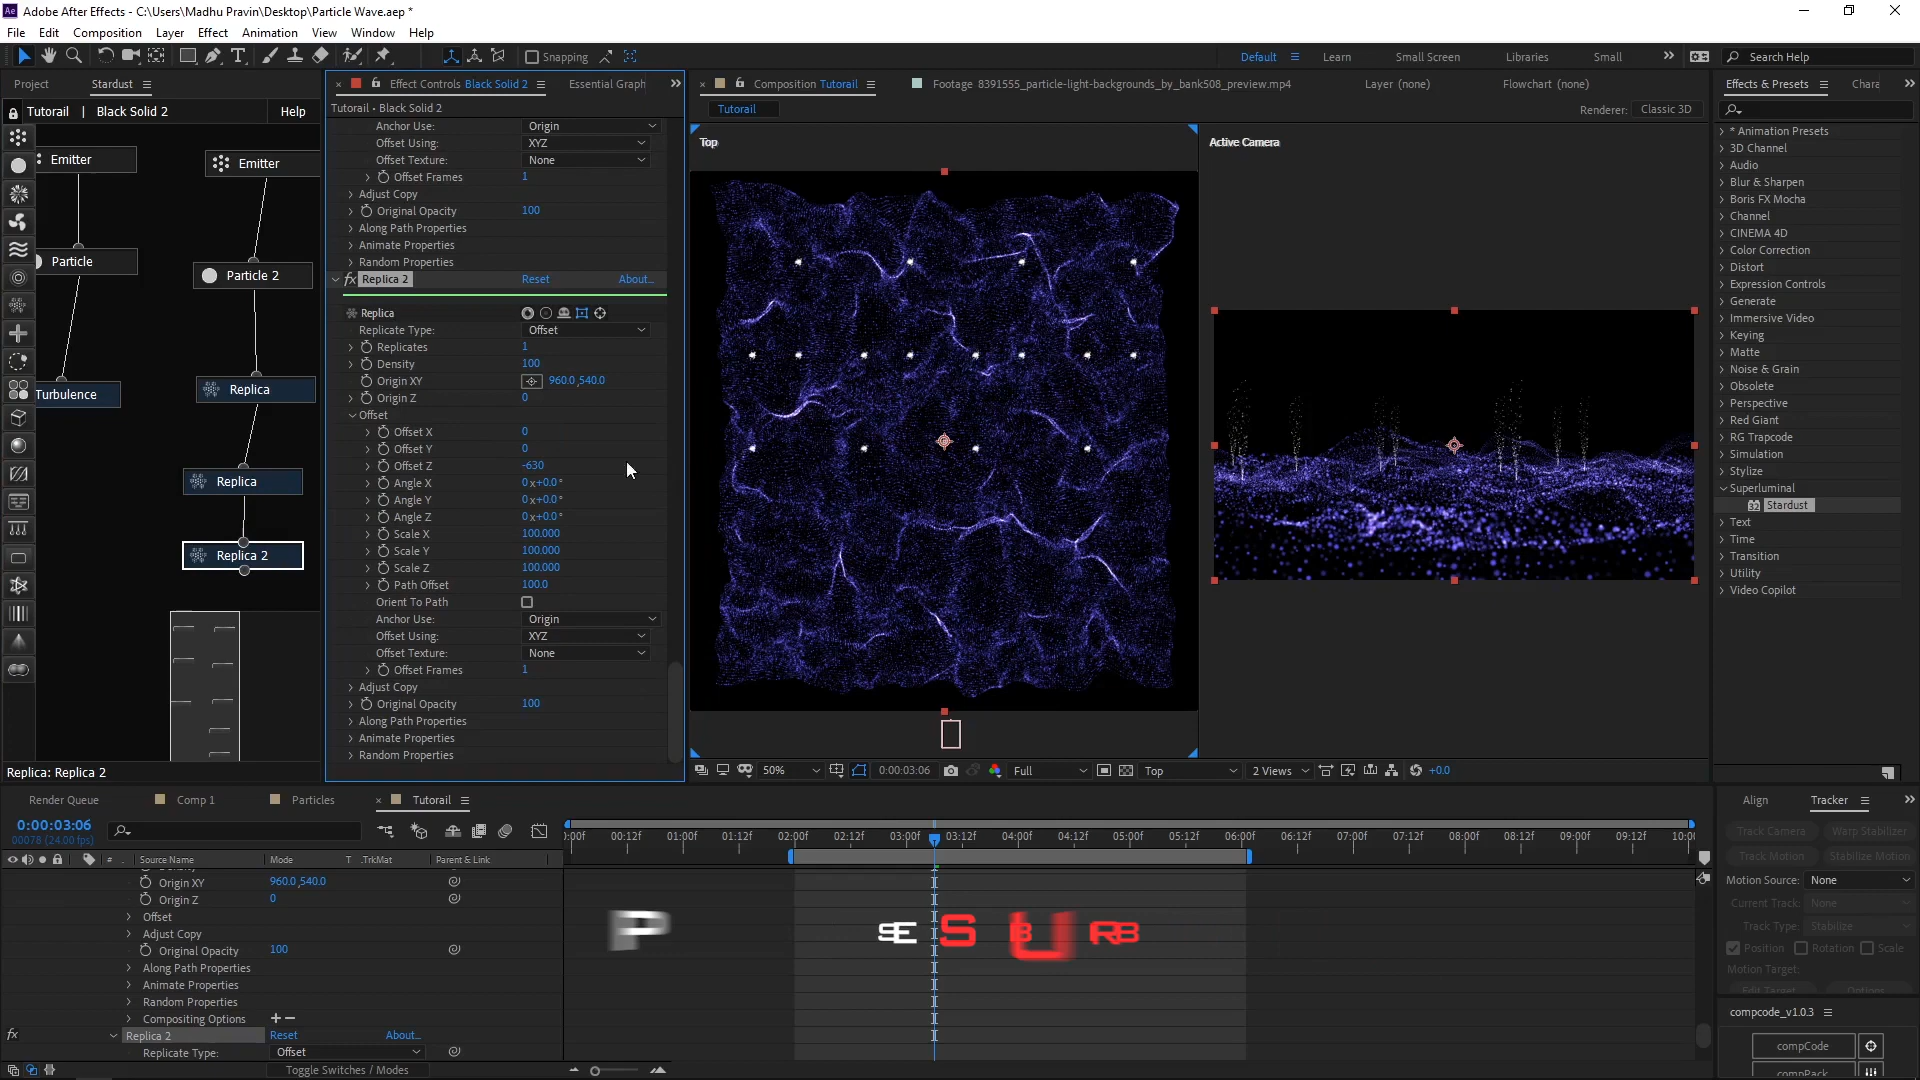 Adobe After Effects - C:\Users\Madhu Pravin\Desktop\Particle Wave.aep *
File Edit Composition Layer Effect Animation View Window Help
Snapping
Default Learn Small Screen Libraries Small Search Help
Project Stardust
Effect Controls Black Solid 2 Essential Graph
Composition Tutorail Footage 8391555_particle-light-backgrounds_by_bank508_preview.mp4 Layer (none) Flowchart (none)
Effects & Presets Chara
Tutorail | Black Solid 2 Help
Tutorail • Black Solid 2
Tutorail
Renderer: Classic 3D
Emitter
Emitter
Particle
Particle 2
Turbulence
Replica
Replica
Replica 2
Replica: Replica 2
Anchor Use: Origin
Offset Using: XYZ
Offset Texture: None
Offset Frames 1
Adjust Copy
Original Opacity 100
Along Path Properties
Animate Properties
Random Properties
fx Replica 2 Reset About...
Replica
Replicate Type: Offset
Replicates 1
Density 100
Origin XY 960.0,540.0
Origin Z 0
Offset
Offset X 0
Offset Y 0
Offset Z -630
Angle X 0x+0.0°
Angle Y 0x+0.0°
Angle Z 0x+0.0°
Scale X 100.000
Scale Y 100.000
Scale Z 100.000
Path Offset 100.0
Orient To Path
Anchor Use: Origin
Offset Using: XYZ
Offset Texture: None
Offset Frames 1
Adjust Copy
Original Opacity 100
Along Path Properties
Animate Properties
Random Properties
Top
Active Camera
50% 0:00:03:06 Full Top 2 Views +0.0
* Animation Presets
3D Channel
Audio
Blur & Sharpen
Boris FX Mocha
Channel
CINEMA 4D
Color Correction
Distort
Expression Controls
Generate
Immersive Video
Keying
Matte
Noise & Grain
Obsolete
Perspective
Red Giant
RG Trapcode
Simulation
Stylize
Superluminal
32 Stardust
Text
Time
Transition
Utility
Video Copilot
Render Queue Comp 1 Particles Tutorail
0:00:03:06
00078 (24.00 fps)
# Source Name Mode T .TrkMat Parent & Link
:00f 00:12f 01:00f 01:12f 02:00f 02:12f 03:00f 03:12f 04:00f 04:12f 05:00f 05:12f 06:00f 06:12f 07:00f 07:12f 08:00f 08:12f 09:00f 09:12f 10:0
Origin XY 960.0,540.0
Origin Z 0
Offset
Adjust Copy
Original Opacity 100
Along Path Properties
Animate Properties
Random Properties
Compositing Options
fx Replica 2 Reset About...
Replicate Type: Offset
Toggle Switches / Modes
P SE S U B RB
Align Tracker
Track Camera Warp Stabilizer
Track Motion Stabilize Motion
Motion Source: None
Current Track: None
Track Type: Stabilize
Position Rotation Scale
Motion Target:
Edit Target... Options...
compcode_v1.0.3
compCode
compPack